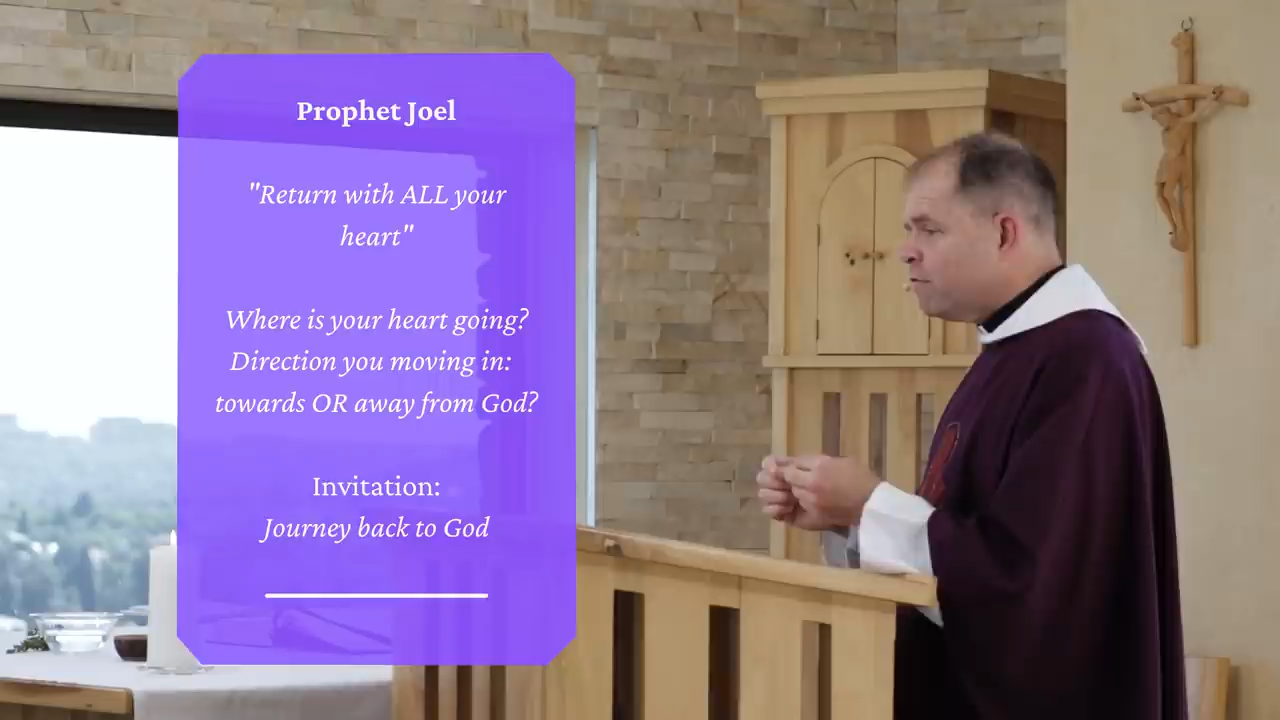 Prophet Joel
"Return with ALL your
heart"
Where is your heart going?
Direction you moving in:
towards OR away from God?
Invitation:
Journey back to God